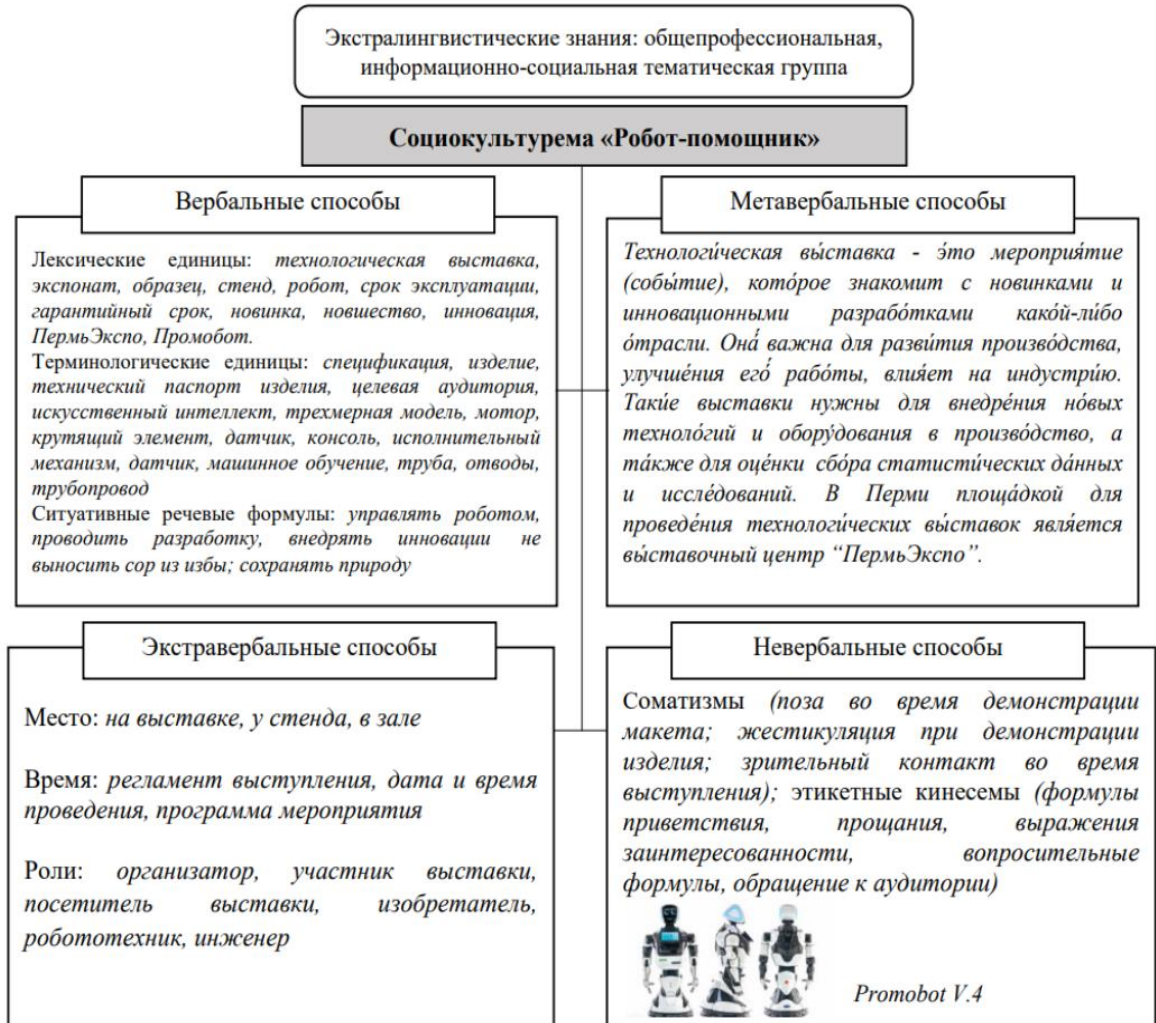 Экстралингвистические знания: общепрофессиональная,
информационно-социальная тематическая группа
Социокультурема «Робот-помощник»
Вербальные способы
Лексические единицы: технологическая выставка,
экспонат, образец, стенд, робот, срок эксплуатации,
гарантийный срок, новинка, новшество, инновация,
ПермьЭкспо, Промобот.
Терминологические единицы: спецификация, изделие,
технический паспорт изделия, целевая аудитория,
искусственный интеллект, трехмерная модель, мотор,
крутящий элемент, датчик, консоль, исполнительный
механизм, датчик, машинное обучение, труба, отводы,
трубопровод
Ситуативные речевые формулы: управлять роботом,
проводить разработку, внедрять инновации не
выносить сор из избы; сохранять природу
Метавербальные способы
Технологи́ческая вы́ставка - э́то мероприя́тие
(собы́тие), кото́рое знакомит с новинками и
инновационными разрабо́тками како́й-ли́бо
о́трасли. Она́ важна для разви́тия произво́дства,
улучше́ния его́ рабо́ты, влия́ет на индустри́ю.
Таки́е выставки нужны для внедре́ния но́вых
техноло́гий и обору́дования в произво́дство, а
та́кже для оце́нки сбо́ра статисти́ческих да́нных
и иссле́дований. В Перми площа́дкой для
проведе́ния технологи́ческих вы́ставок явля́ется
вы́ставочный центр “ПермьЭкспо”.
Экстравербальные способы
Место: на выставке, у стенда, в зале
Время: регламент выступления, дата и время
проведения, программа мероприятия
Роли: организатор, участник выставки,
посетитель выставки, изобретатель,
робототехник, инженер
Невербальные способы
Соматизмы (поза во время демонстрации
макета; жестикуляция при демонстрации
изделия; зрительный контакт во время
выступления); этикетные кинесемы (формулы
приветствия, прощания, выражения
заинтересованности, вопросительные
формулы, обращение к аудитории)
Promobot V.4